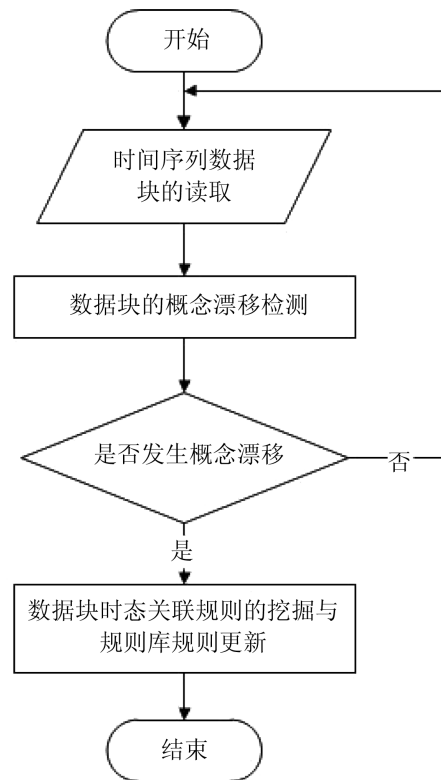 开始
时间序列数据
块的读取
数据块的概念漂移检测
是否发生概念漂移
否
是
数据块时态关联规则的挖掘与
规则库规则更新
结束